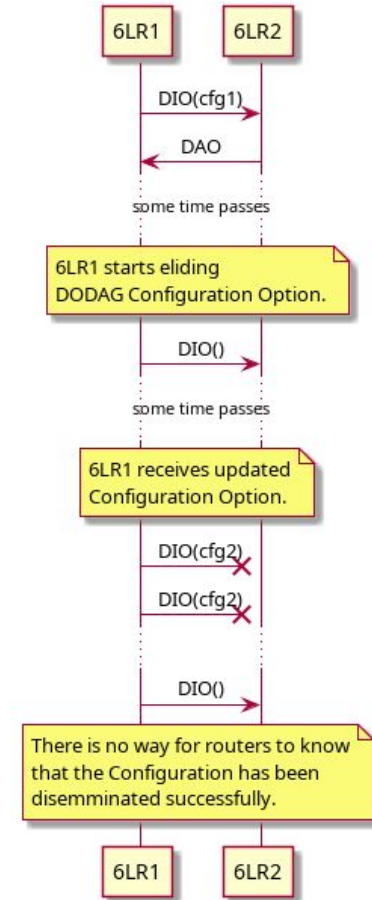 6LR1 6LR2
DIO(cfg1)
DAO
some time passes
6LR1 starts eliding
DODAG Configuration Option.
DIO()
some time passes
6LR1 receives updated
Configuration Option.
DIO(cfg2)
DIO(cfg2)
DIO()
There is no way for routers to know
that the Configuration has been
disemminated successfully.
6LR1 6LR2